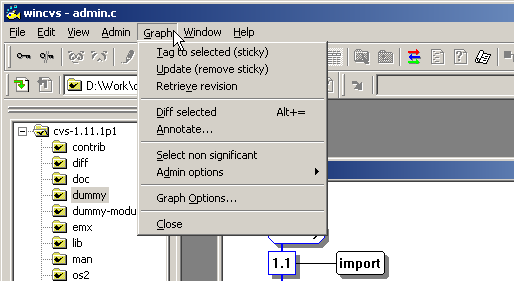 wincvs - admin.c
File Edit View Admin Graph Window Help
Tag to selected (sticky)
Update (remove sticky)
Retrieve revision
D:\Work\c
Diff selected Alt+=
Annotate...
cvs-1.11.1p1
contrib
Select non significant
diff
Admin options
doc
dummy
Graph Options...
dummy-modu
emx
Close
lib
man
1.1 import
os2